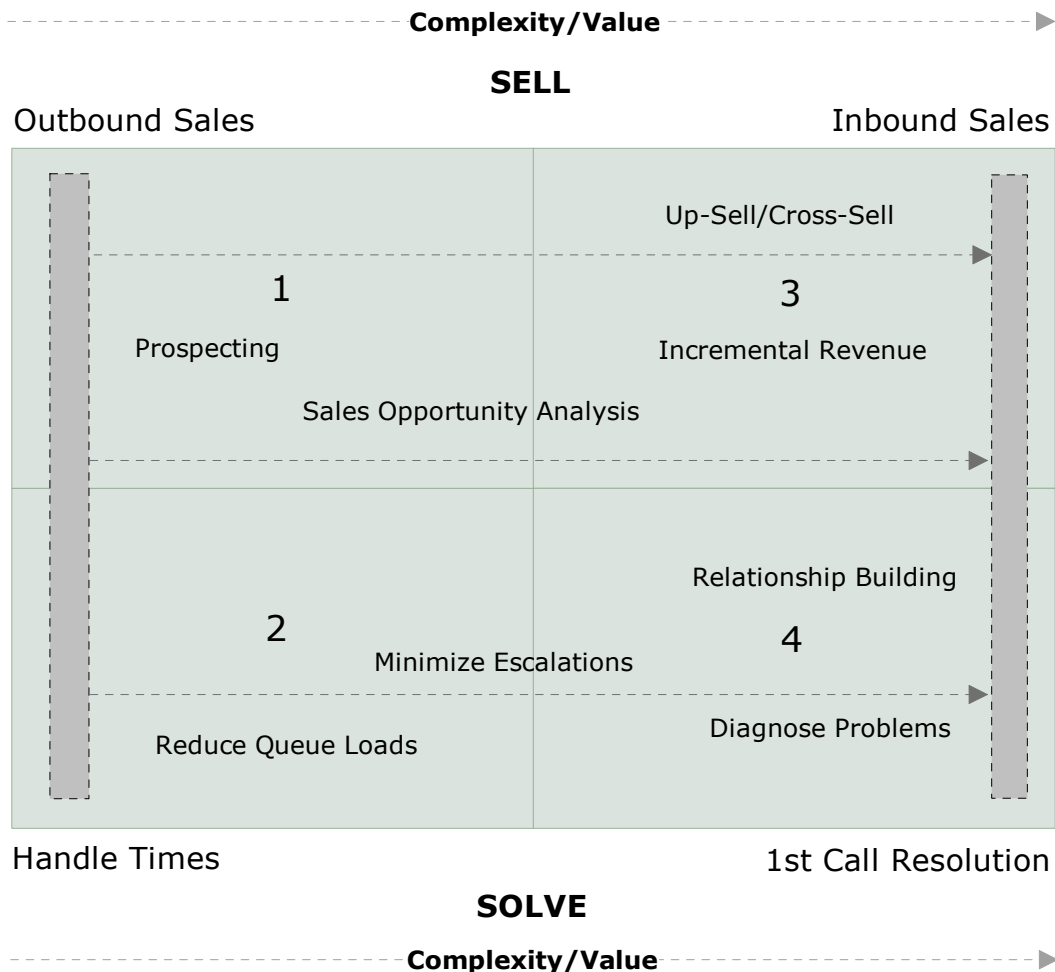 Complexity/Value
SELL
Outbound Sales
Inbound Sales
Up-Sell/Cross-Sell
1
3
Prospecting
Incremental Revenue
Sales Opportunity Analysis
Relationship Building
2
4
Minimize Escalations
Diagnose Problems
Reduce Queue Loads
Handle Times
1st Call Resolution
SOLVE
Complexity/Value